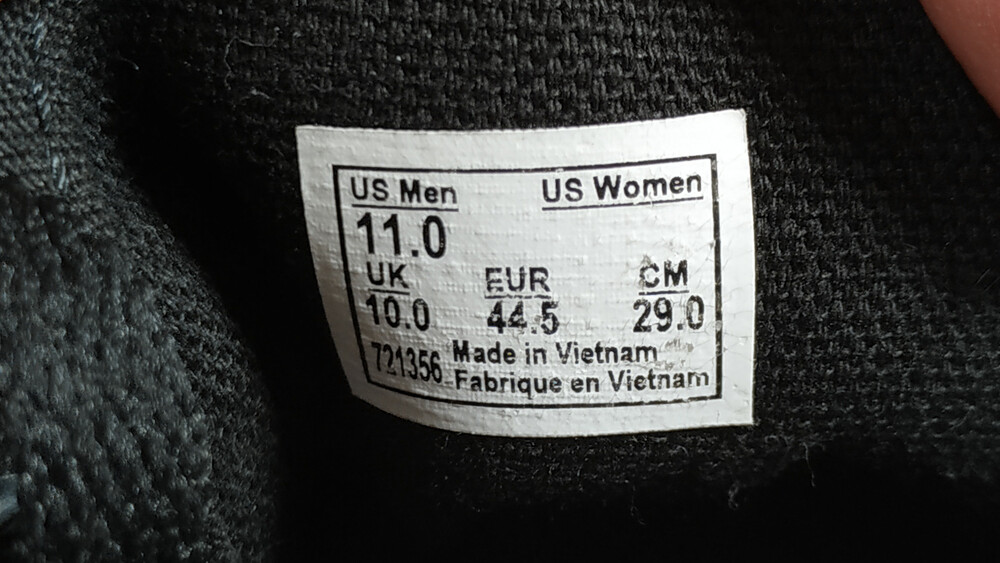 US Men US Women
11.0
UK EUR CM
10.0 44.5 29.0
721356 Made in Vietnam
Fabrique en Vietnam